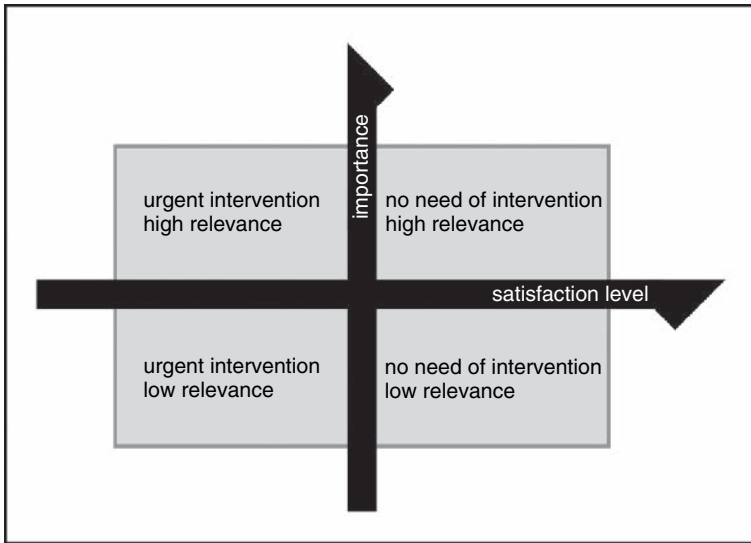 importance
urgent intervention
high relevance
no need of intervention
high relevance
satisfaction level
urgent intervention
low relevance
no need of intervention
low relevance